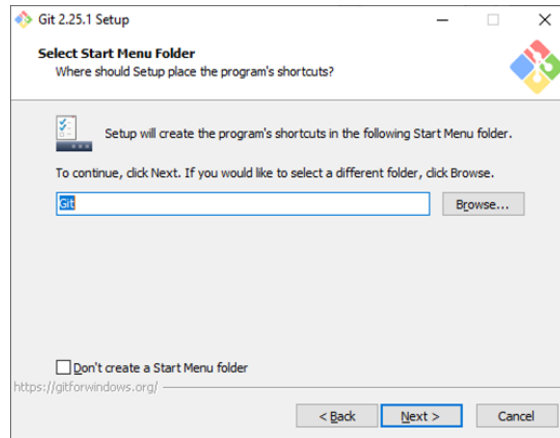 Git 2.25.1 Setup
Select Start Menu Folder
Where should Setup place the program's shortcuts?
Setup will create the program's shortcuts in the following Start Menu folder.
To continue, click Next. If you would like to select a different folder, click Browse.
Git
Browse...
Don't create a Start Menu folder
https://gitforwindows.org/
< Back
Next >
Cancel